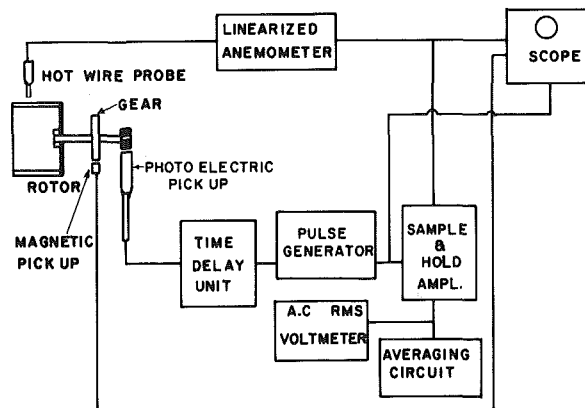 LINEARIZED
ANEMOMETER
SCOPE
HOT WIRE PROBE
GEAR
ROTOR
PHOTO ELECTRIC
PICK UP
MAGNETIC
PICK UP
TIME
DELAY
UNIT
PULSE
GENERATOR
SAMPLE
&
HOLD
AMPL.
A.C RMS
VOLTMETER
AVERAGING
CIRCUIT